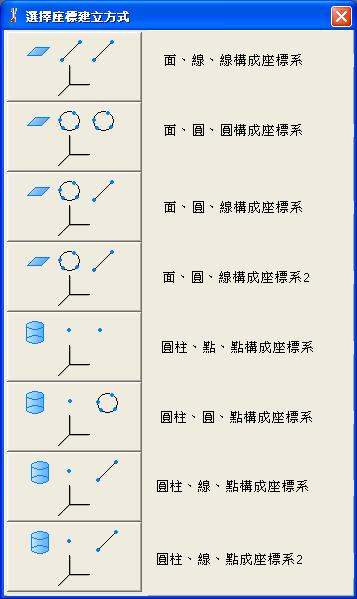 選擇座標建立方式
面、線、線構成座標系
面、圓、圓構成座標系
面、圓、線構成座標系
面、圓、線構成座標系2
圓柱、點、點構成座標系
圓柱、圓、點構成座標系
圓柱、線、點構成座標系
圓柱、線、點成座標系2